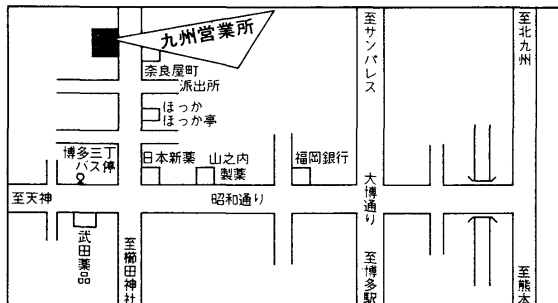 九州営業所
奈良屋町
派出所
ほっか
ほっか亭
博多三丁
バス停
日本新薬
山之内
製薬
福岡銀行
至サンパレス
至北九州
至天神
昭和通り
大博通り
武田薬品
至櫛田神社
至博多駅
至熊本